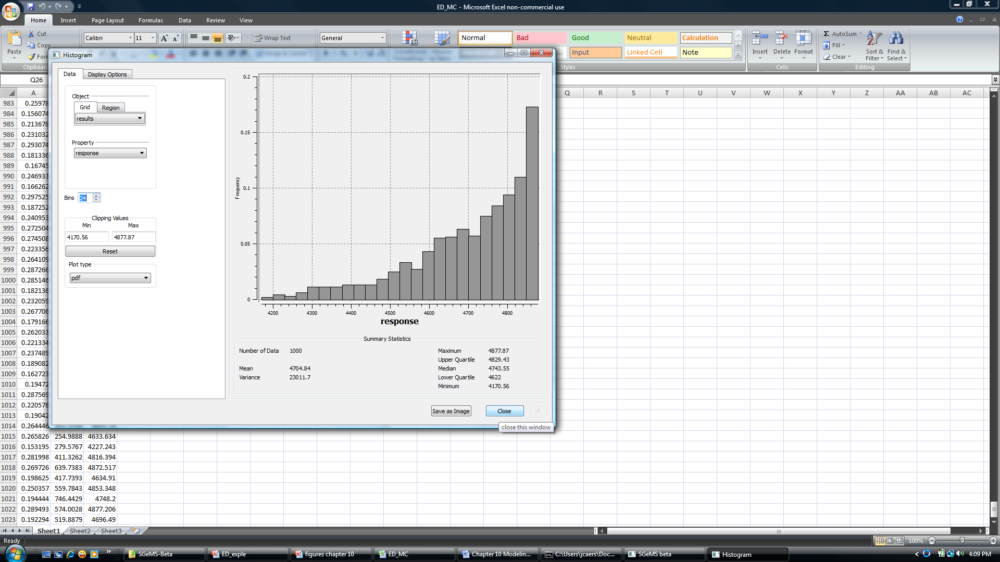 ED_MC - Microsoft Excel non-commercial use
Home Insert Page Layout Formulas Data Review View
Cut
Copy
Paste
Clipboard
Calibri 11
Wrap Text
General
Normal Bad Good Neutral Calculation
Input Linked Cell Note
Styles
Insert Delete Format
Cells
AutoSum
Fill
Clear
Sort & Filter Find & Select
Editing
Q26
Histogram
Data Display Options
Object
Grid Region
results
Property
response
Bins 24
Clipping Values
Min Max
4170.56 4877.87
Reset
Plot type
pdf
0.2
0.15
0.1
0.05
0
Frequency
4200 4300 4400 4500 4600 4700 4800
response
Summary Statistics
Number of Data 1000
Mean 4704.84
Variance 23011.7
Maximum 4877.87
Upper Quartile 4829.43
Median 4743.55
Lower Quartile 4622
Minimum 4170.56
Save as Image Close
close this window
A Q R S T U V W X Y Z AA AB AC
983 0.25978
984 0.156074
985 0.213678
986 0.231032
987 0.293074
988 0.181336
989 0.16745
990 0.246933
991 0.166262
992 0.297525
993 0.187252
994 0.240953
995 0.272504
996 0.274508
997 0.223356
998 0.264109
999 0.287266
1000 0.285146
1001 0.182136
1002 0.232059
1003 0.267706
1004 0.179166
1005 0.262033
1006 0.221334
1007 0.237489
1008 0.189082
1009 0.162723
1010 0.19472
1011 0.287569
1012 0.220578
1013 0.19042
1014 0.264446
1015 0.265826 254.9888 4633.634
1016 0.153195 279.5767 4227.243
1017 0.281998 411.3262 4816.394
1018 0.269726 639.7383 4872.517
1019 0.198625 417.7393 4634.91
1020 0.250357 559.7843 4853.348
1021 0.194444 746.4429 4748.2
1022 0.289493 574.0028 4877.206
1023 0.192294 519.8879 4696.49
Sheet1 Sheet2 Sheet3
Ready
100%
SGeMS-Beta ED_exple figures chapter 10 ED_MC Chapter 10 Modelin... C:\Users\jcaers\Doc... SGeMS beta Histogram
4:09 PM